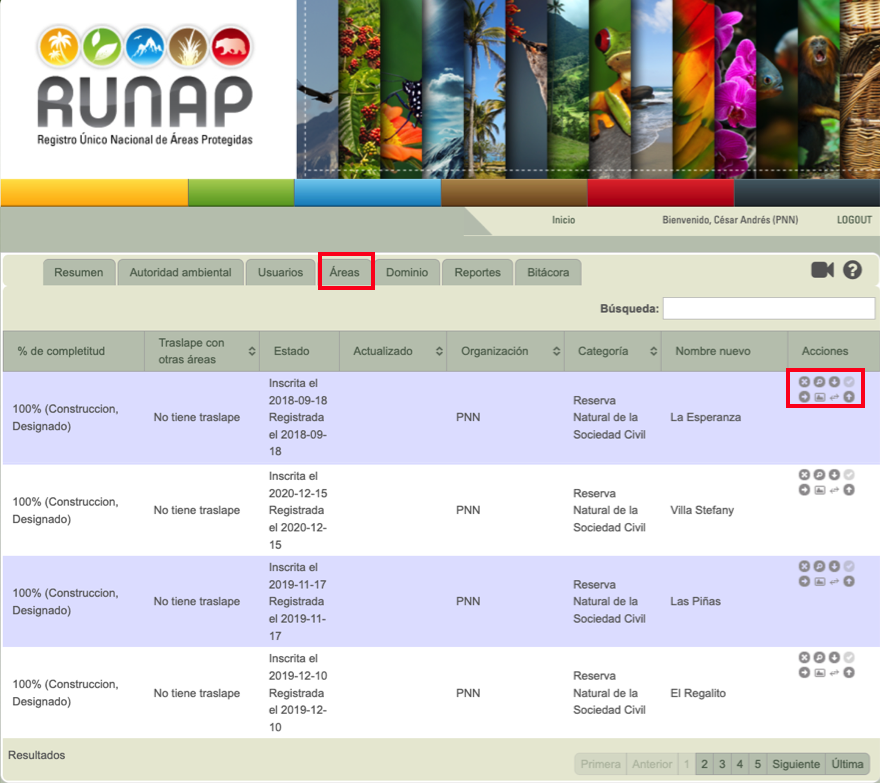 RUNAP
Registro Único Nacional de Áreas Protegidas
Inicio
Bienvenido, César Andrés (PNN)
LOGOUT
Resumen
Autoridad ambiental
Usuarios
Áreas
Dominio
Reportes
Bitácora
Búsqueda:
% de completitud
Traslape con
otras áreas
Estado
Actualizado
Organización
Categoría
Nombre nuevo
Acciones
100% (Construccion,
Designado)
No tiene traslape
Inscrita el
2018-09-18
Registrada
el 2018-09-
18
PNN
Reserva
Natural de la
Sociedad Civil
La Esperanza
100% (Construccion,
Designado)
No tiene traslape
Inscrita el
2020-12-15
Registrada
el 2020-12-
15
PNN
Reserva
Natural de la
Sociedad Civil
Villa Stefany
100% (Construccion,
Designado)
No tiene traslape
Inscrita el
2019-11-17
Registrada
el 2019-11-
17
PNN
Reserva
Natural de la
Sociedad Civil
Las Piñas
100% (Construccion,
Designado)
No tiene traslape
Inscrita el
2019-12-10
Registrada
el 2019-12-
10
PNN
Reserva
Natural de la
Sociedad Civil
El Regalito
Resultados
Primera Anterior 1 2 3 4 5 Siguiente Última